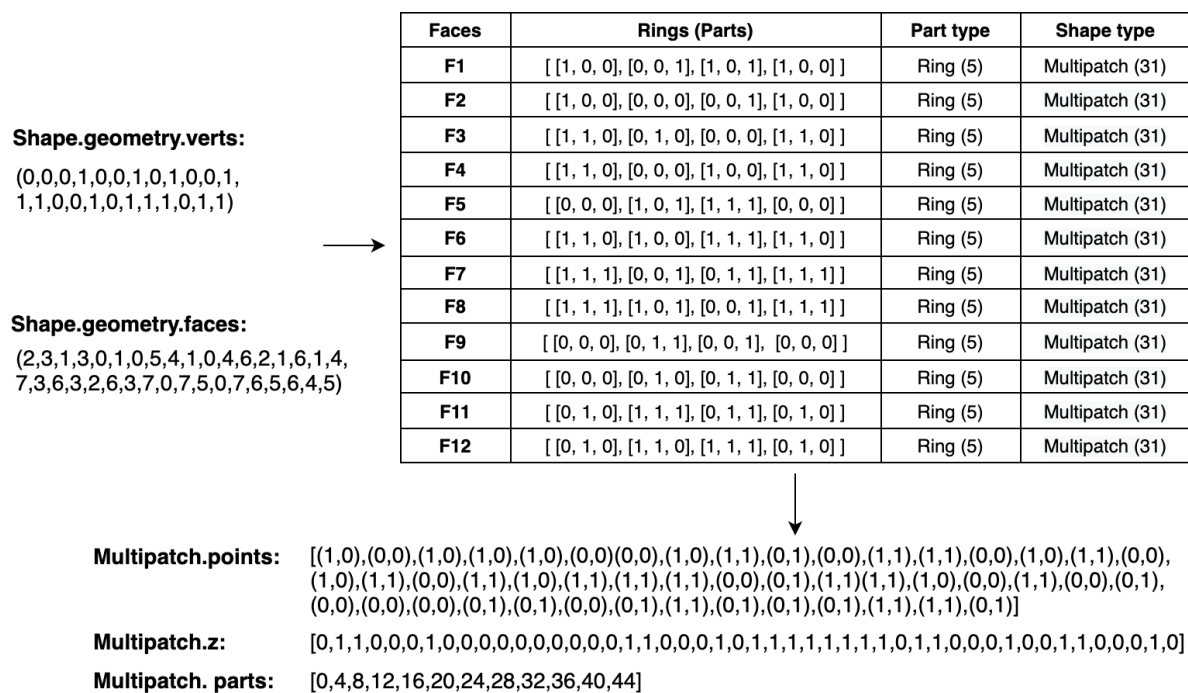 Shape.geometry.verts:
(0,0,0,1,0,0,1,0,1,0,0,1,
1,1,0,0,1,0,1,1,1,0,1,1)
Shape.geometry.faces:
(2,3,1,3,0,1,0,5,4,1,0,4,6,2,1,6,1,4,
7,3,6,3,2,6,3,7,0,7,5,0,7,6,5,6,4,5)
Faces Rings (Parts) Part type Shape type
F1 [ [1, 0, 0], [0, 0, 1], [1, 0, 1], [1, 0, 0] ] Ring (5) Multipatch (31)
F2 [ [1, 0, 0], [0, 0, 0], [0, 0, 1], [1, 0, 0] ] Ring (5) Multipatch (31)
F3 [ [1, 1, 0], [0, 1, 0], [0, 0, 0], [1, 1, 0] ] Ring (5) Multipatch (31)
F4 [ [1, 1, 0], [0, 0, 0], [1, 0, 0], [1, 1, 0] ] Ring (5) Multipatch (31)
F5 [ [0, 0, 0], [1, 0, 1], [1, 1, 1], [0, 0, 0] ] Ring (5) Multipatch (31)
F6 [ [1, 1, 0], [1, 0, 0], [1, 1, 1], [1, 1, 0] ] Ring (5) Multipatch (31)
F7 [ [1, 1, 1], [0, 0, 1], [0, 1, 1], [1, 1, 1] ] Ring (5) Multipatch (31)
F8 [ [1, 1, 1], [1, 0, 1], [0, 0, 1], [1, 1, 1] ] Ring (5) Multipatch (31)
F9 [ [0, 0, 0], [0, 1, 1], [0, 0, 1], [0, 0, 0] ] Ring (5) Multipatch (31)
F10 [ [0, 0, 0], [0, 1, 0], [0, 1, 1], [0, 0, 0] ] Ring (5) Multipatch (31)
F11 [ [0, 1, 0], [1, 1, 1], [0, 1, 1], [0, 1, 0] ] Ring (5) Multipatch (31)
F12 [ [0, 1, 0], [1, 1, 0], [1, 1, 1], [0, 1, 0] ] Ring (5) Multipatch (31)
Multipatch.points: [(1,0),(0,0),(1,0),(1,0),(1,0),(0,0)(0,0),(1,0),(1,1),(0,1),(0,0),(1,1),(1,1),(0,0),(1,0),(1,1),(0,0),
(1,0),(1,1),(0,0),(1,1),(1,0),(1,1),(1,1),(1,1),(0,0),(0,1),(1,1)(1,1),(1,0),(0,0),(1,1),(0,0),(0,1),
(0,0),(0,0),(0,0),(0,1),(0,1),(0,0),(0,1),(1,1),(0,1),(0,1),(0,1),(1,1),(1,1),(0,1)]
Multipatch.z: [0,1,1,0,0,0,1,0,0,0,0,0,0,0,0,0,0,1,1,0,0,0,1,0,1,1,1,1,1,1,1,1,0,1,1,0,0,0,1,0,0,1,1,0,0,0,1,0]
Multipatch. parts: [0,4,8,12,16,20,24,28,32,36,40,44]